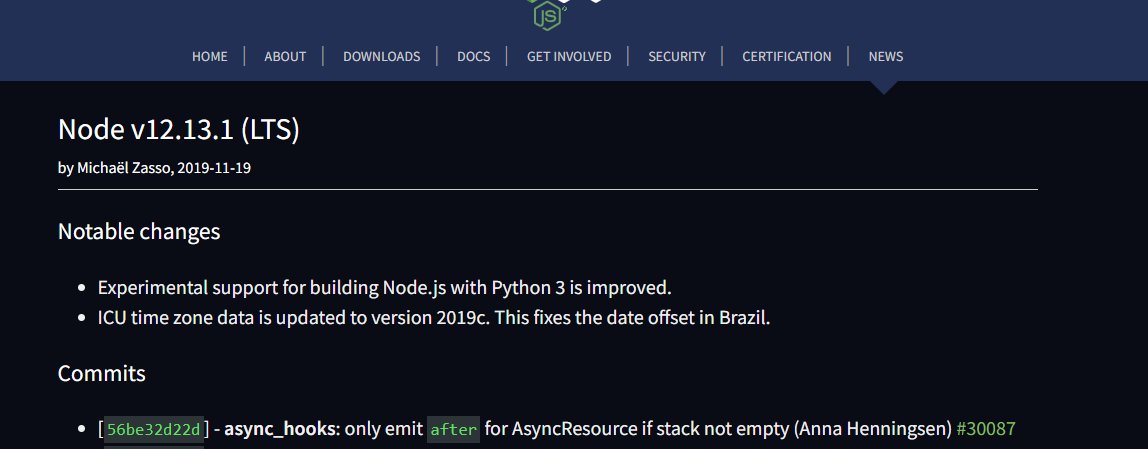 JS
HOME | ABOUT | DOWNLOADS | DOCS | GET INVOLVED | SECURITY | CERTIFICATION | NEWS
Node v12.13.1 (LTS)
by Michaël Zasso, 2019-11-19
Notable changes
• Experimental support for building Node.js with Python 3 is improved.
• ICU time zone data is updated to version 2019c. This fixes the date offset in Brazil.
Commits
• [56be32d22d] - async_hooks: only emit after for AsyncResource if stack not empty (Anna Henningsen) #30087